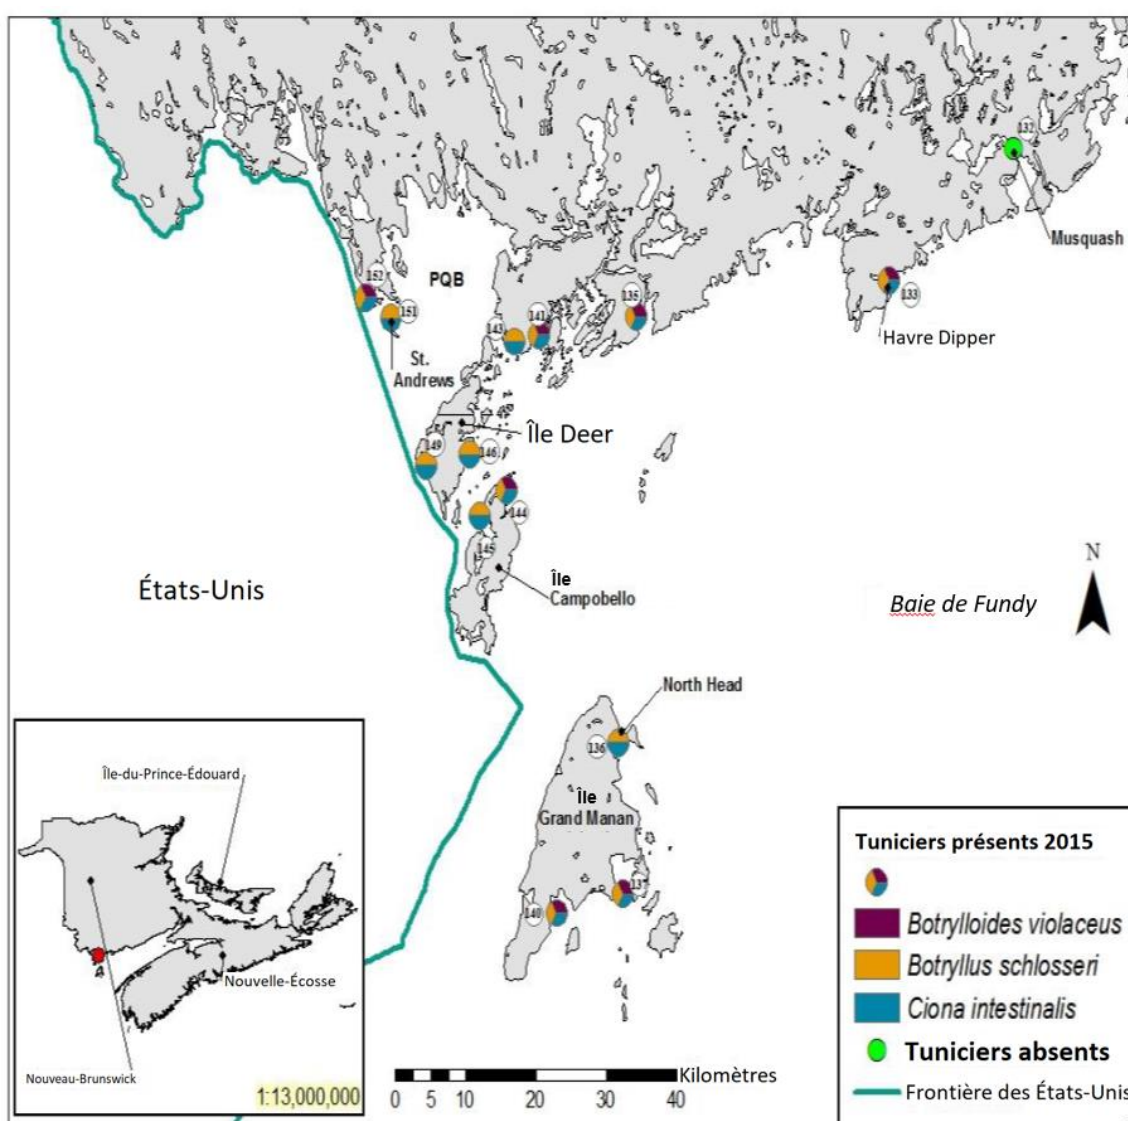 132
Musquash
152
PQB
133
151
135
141
143
Havre Dipper
St.
Andrews
Île Deer
149
146
144
145
États-Unis
Île
Campobello
Baie de Fundy
N
North Head
136
Île
Grand Manan
137
140
Île-du-Prince-Édouard
Nouvelle-Écosse
Nouveau-Brunswick
1:13,000,000
Kilomètres
0 5 10 20 30 40
Tuniciers présents 2015
Botrylloides violaceus
Botryllus schlosseri
Ciona intestinalis
Tuniciers absents
Frontière des États-Unis